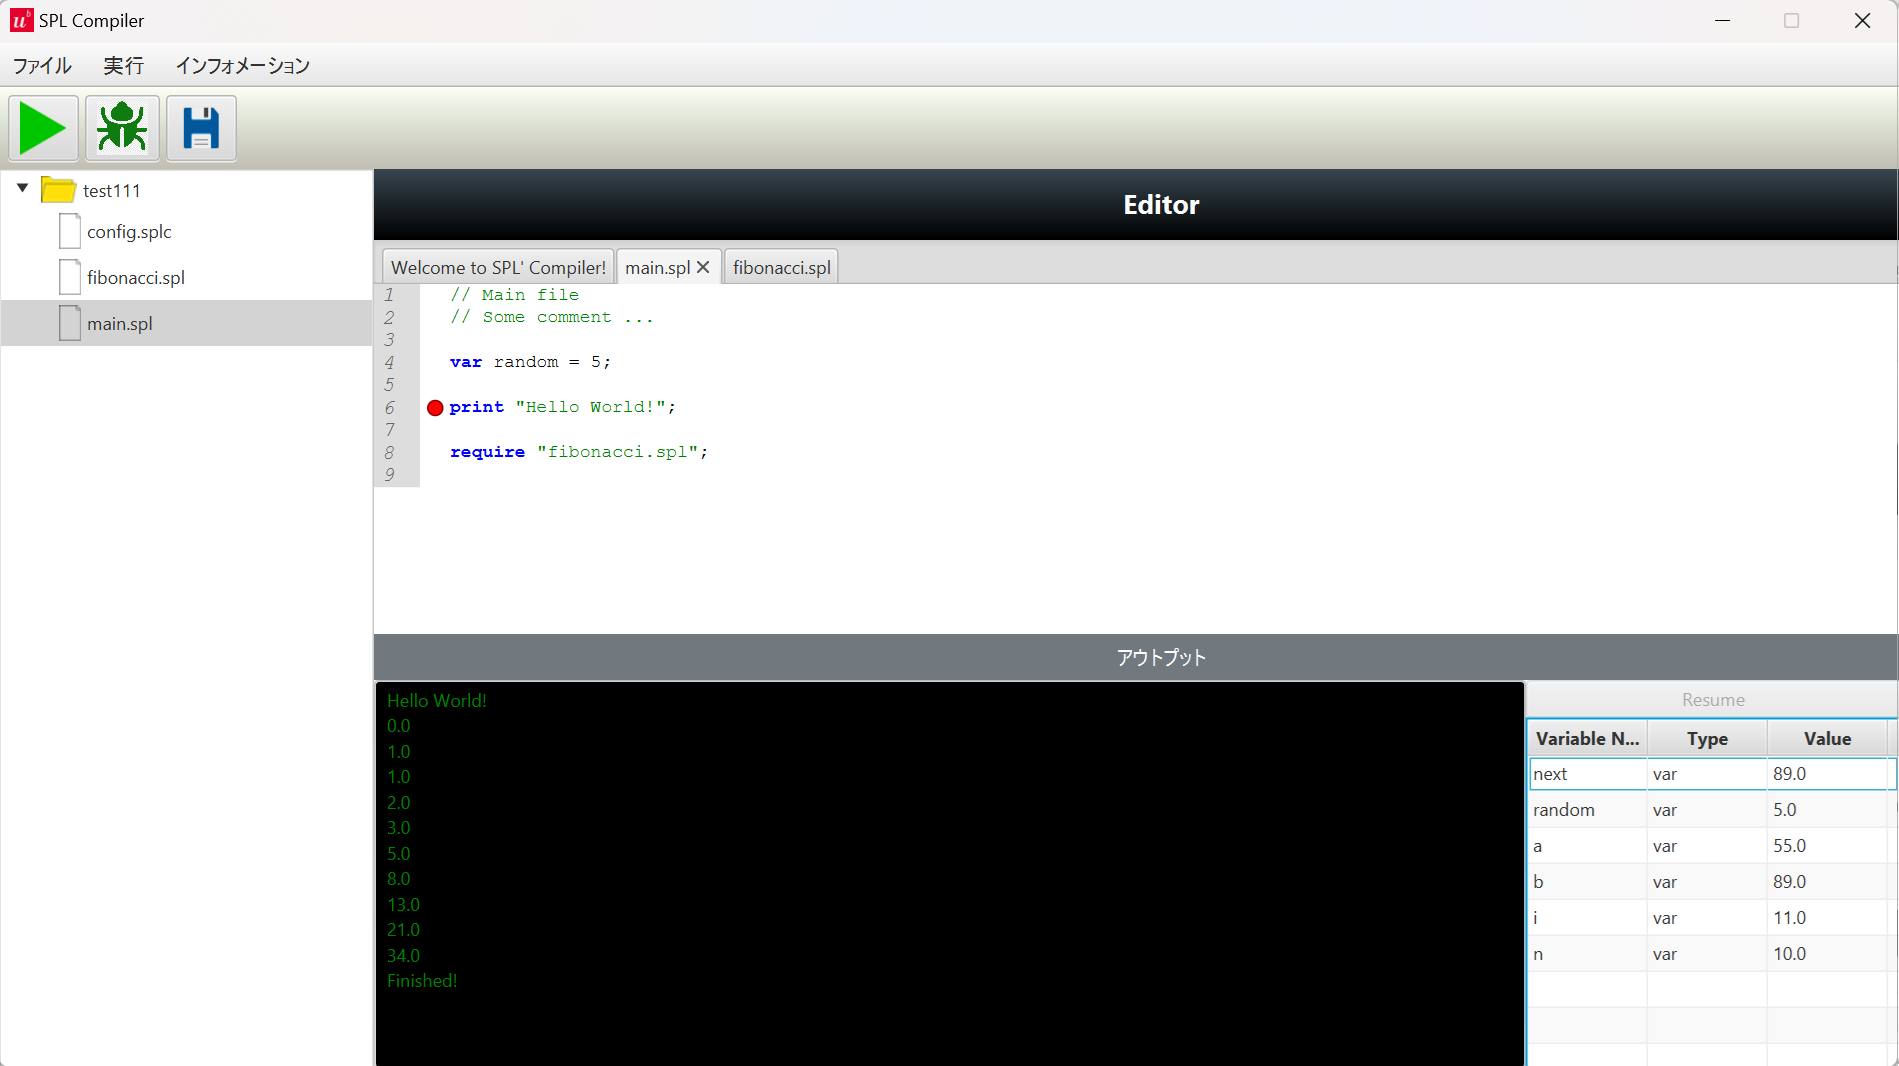 SPL Compiler
ファイル 実行 インフォメーション
test111
config.splc
fibonacci.spl
main.spl
Editor
Welcome to SPL' Compiler! main.spl fibonacci.spl
1 // Main file
2 // Some comment ...
3
4 var random = 5;
5
6 print "Hello World!";
7
8 require "fibonacci.spl";
9
アウトプット
Hello World!
0.0
1.0
1.0
2.0
3.0
5.0
8.0
13.0
21.0
34.0
Finished!
Resume
Variable N... Type Value
next var 89.0
random var 5.0
a var 55.0
b var 89.0
i var 11.0
n var 10.0